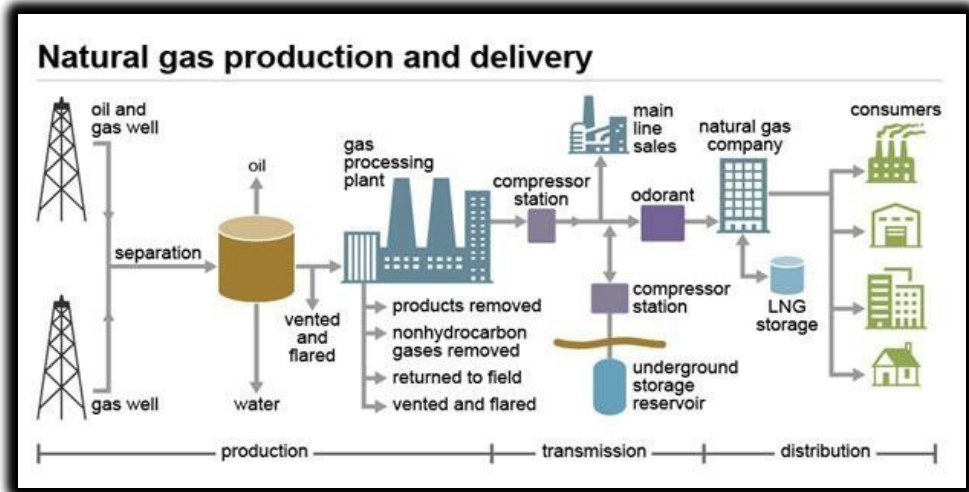 Natural gas production and delivery
oil and
gas well
separation
gas well
oil
water
vented
and
flared
gas
processing
plant
products removed
nonhydrocarbon
gases removed
returned to field
vented and flared
compressor
station
main
line
sales
odorant
compressor
station
underground
storage
reservoir
natural gas
company
LNG
storage
consumers
production
transmission
distribution